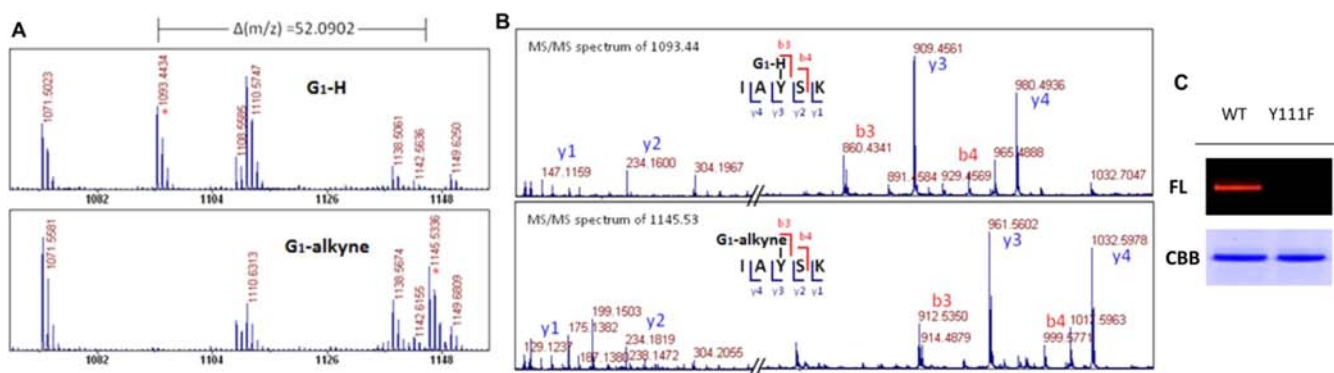 A
Δ(m/z) =52.0902
G1-H
1071.5023
*1093.4434
1108.5585
1110.5747
1138.5061
1142.5636
1149.6250
1082 1104 1126 1148
G1-alkyne
1071.5581
1110.6313
1138.5674
1142.6155
*1145.5336
1149.6809
1082 1104 1126 1148
B
MS/MS spectrum of 1093.44
b3
b4
G1-H
I A Y S K
y4 y3 y2 y1
y1
147.1159
y2
234.1600
304.1967
b3
860.4341
909.4561
y3
891.4584
b4
929.4569
965.4888
980.4936
y4
1032.7047
MS/MS spectrum of 1145.53
b3
b4
G1-alkyne
I A Y S K
y4 y3 y2 y1
y1
129.1237
175.1382
187.1380
199.1503
y2
234.1819
238.1472
304.2055
b3
912.5350
914.4879
961.5602
y3
b4
999.5771
1032.5978
y4
C
WT Y111F
FL
CBB